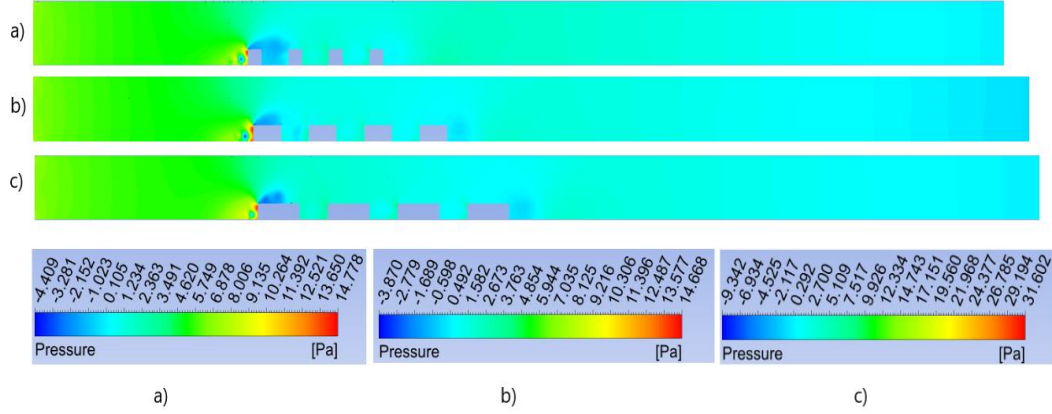 a)
b)
c)
-4.409 -3.281 -2.152 -1.023 0.105 1.234 2.363 3.491 4.620 5.749 6.878 8.006 9.135 10.264 11.392 12.521 13.650 14.778
Pressure [Pa]
-3.870 -2.779 -1.689 -0.598 0.492 1.582 2.673 3.763 4.854 5.944 7.035 8.125 9.216 10.306 11.396 12.487 13.577 14.668
Pressure [Pa]
-9.342 -6.934 -4.525 -2.117 0.292 2.700 5.109 7.517 9.926 12.334 14.743 17.151 19.560 21.968 24.377 26.785 29.194 31.602
Pressure [Pa]
a) b) c)